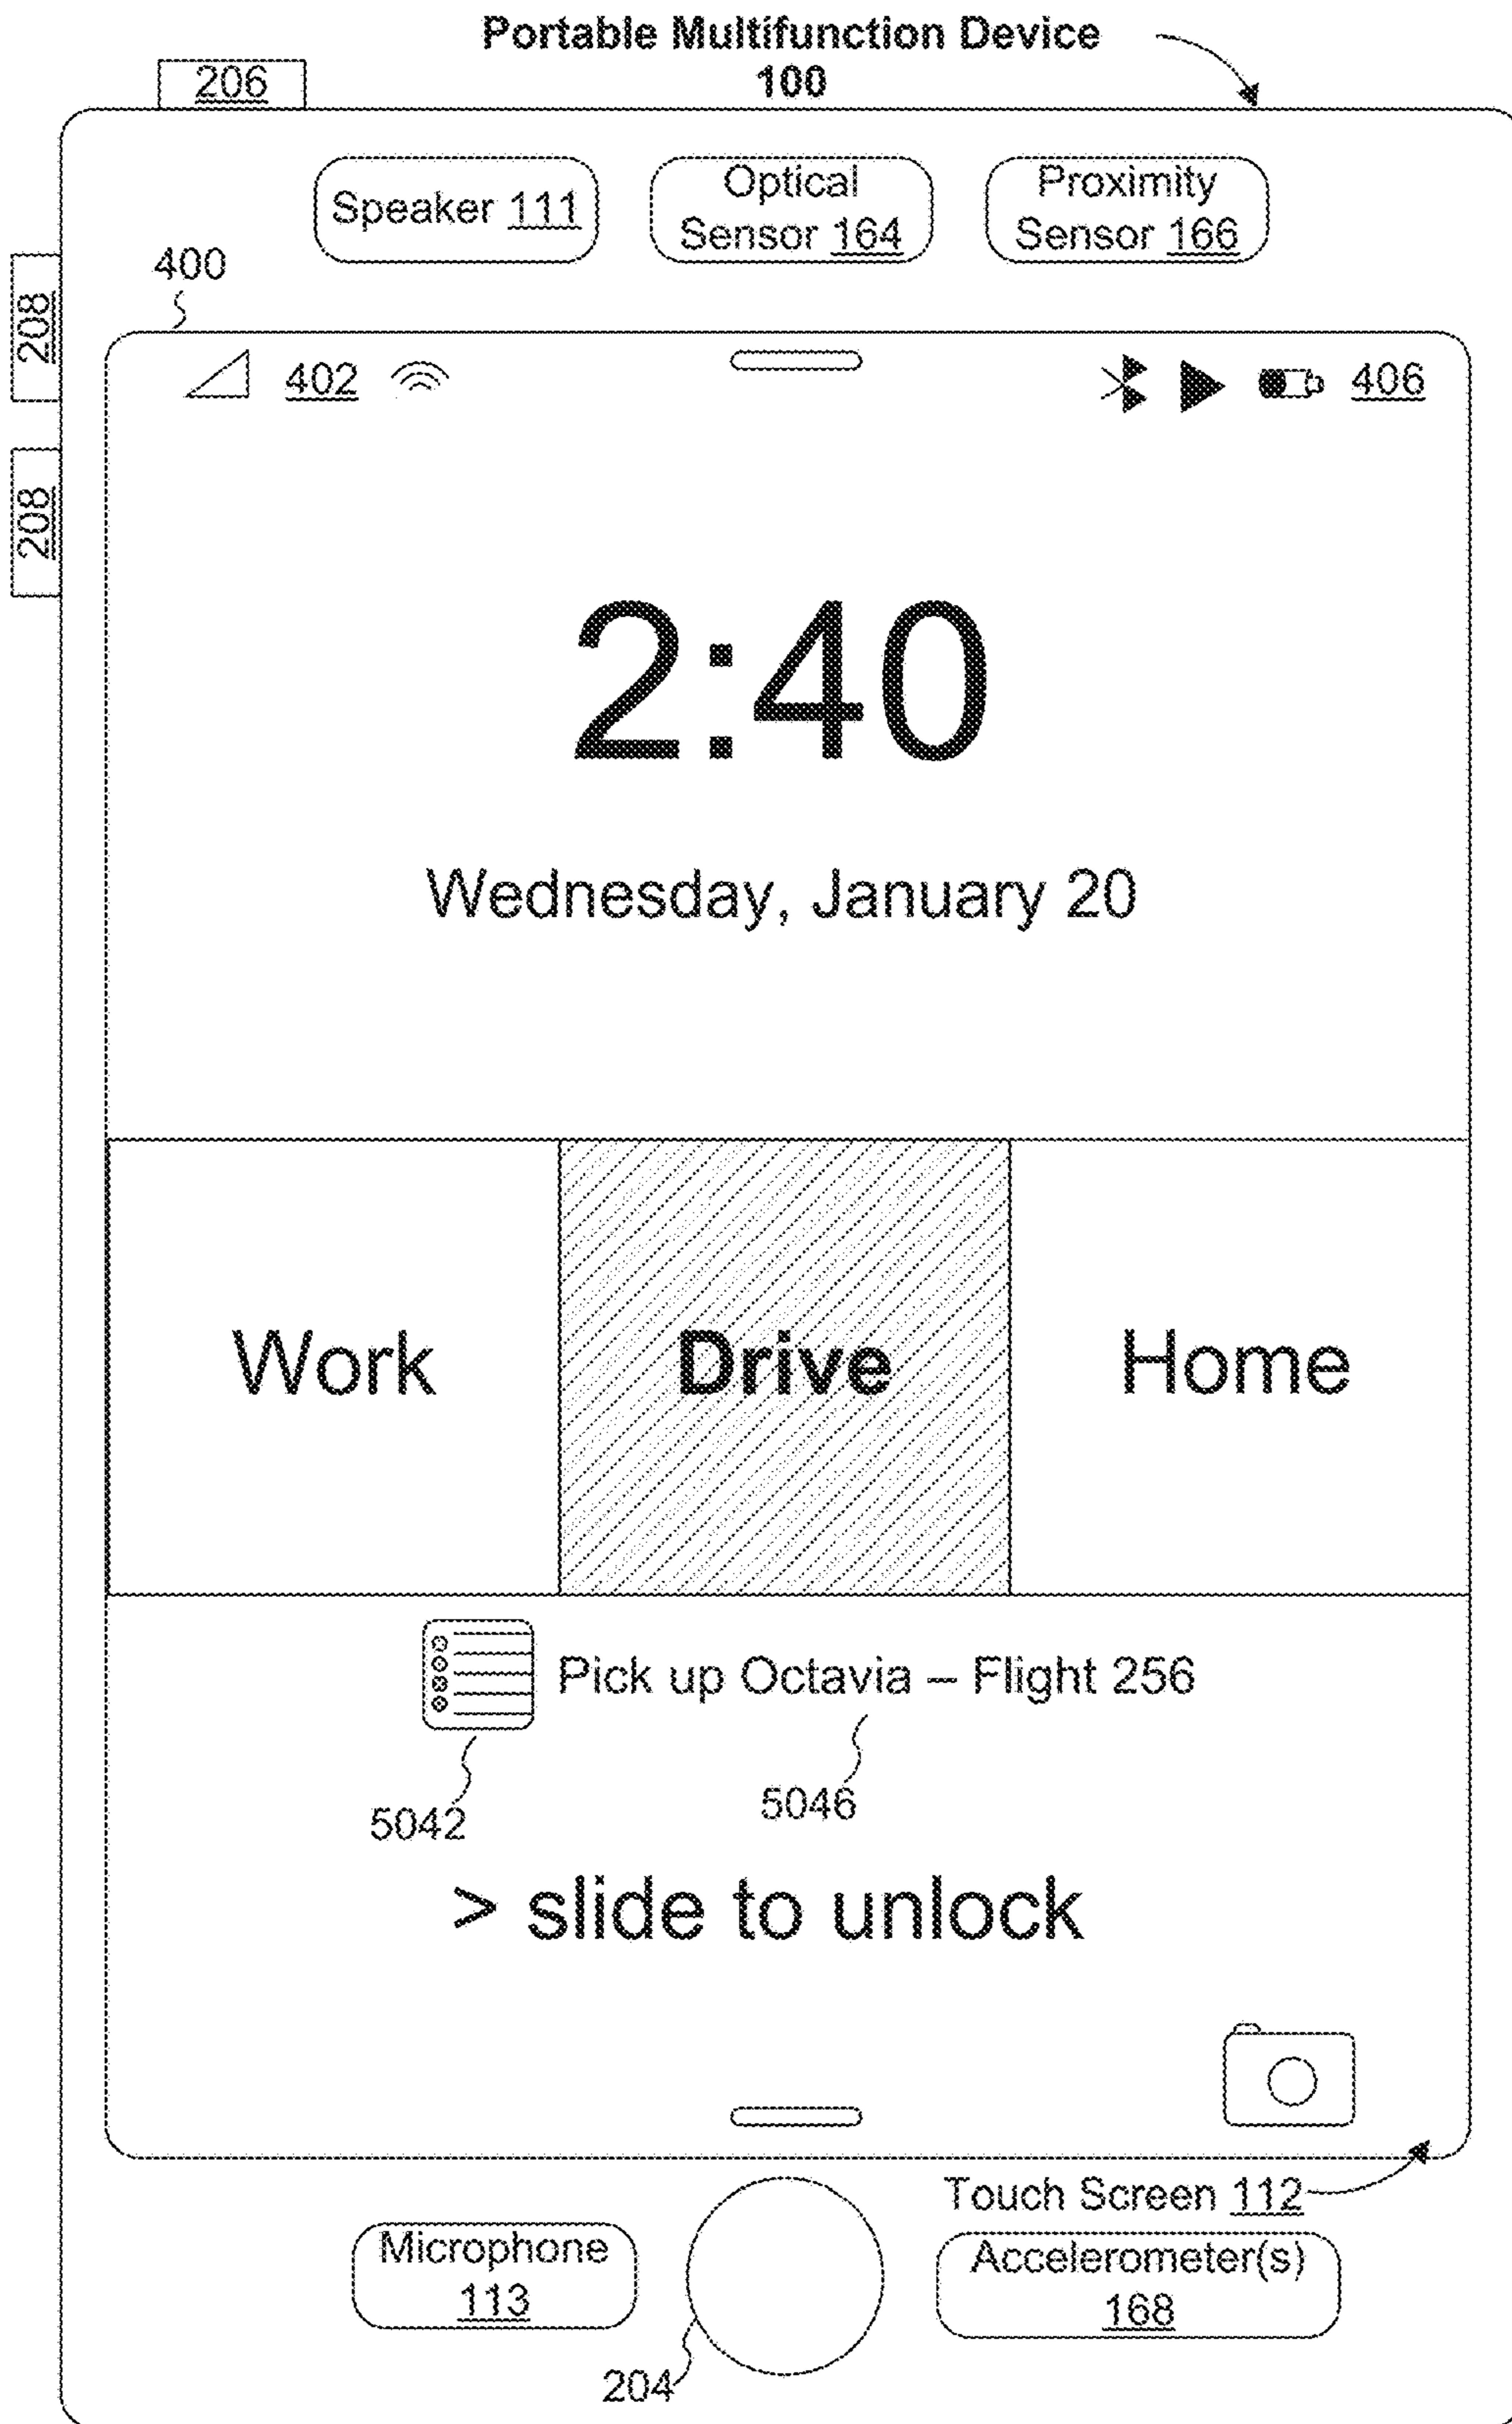 Portable Multifunction Device
100
206
Speaker 111
Optical
Sensor 164
Proximity
Sensor 166
400
208
402
406
208
2:40
Wednesday, January 20
Work
Drive
Home
Pick up Octavia – Flight 256
5042
5046
> slide to unlock
Touch Screen 112
Microphone
113
Accelerometer(s)
168
204